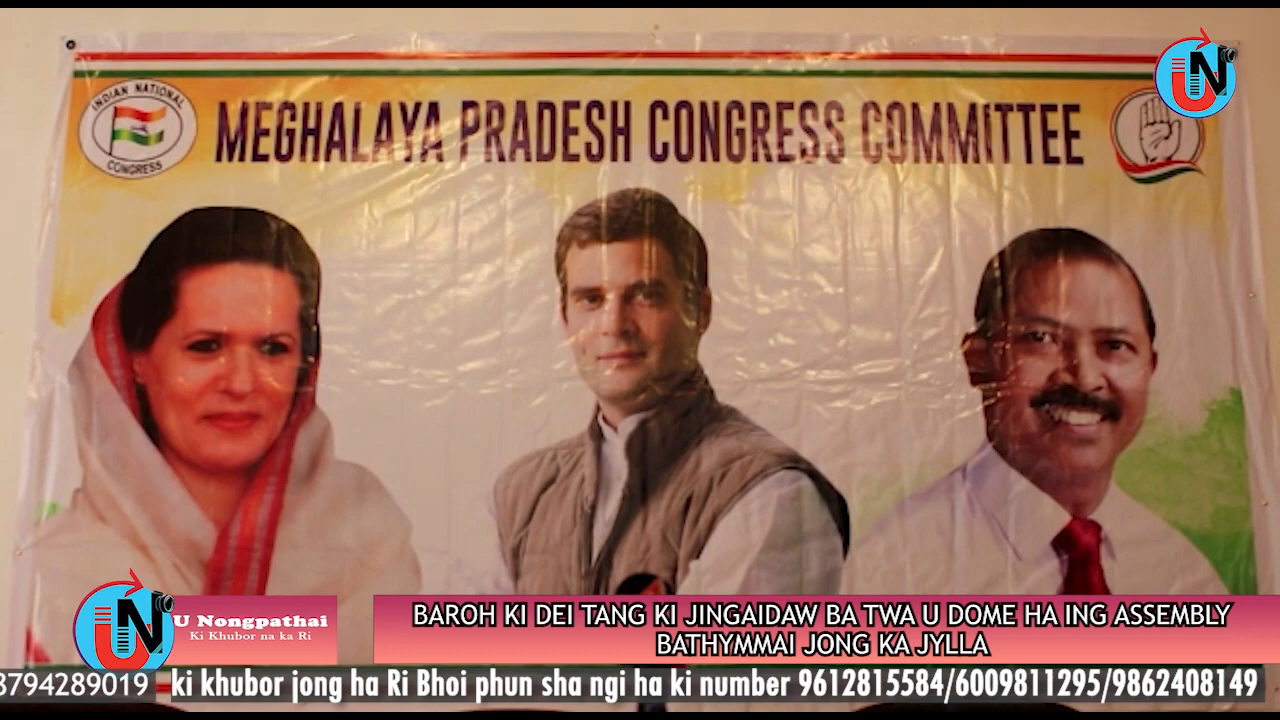 INDIAN NATIONAL
CONGRESS
MEGHALAYA PRADESH CONGRESS COMMITTEE
UN
UN
U Nongpathai
Ki Khubor na ka Ri
BAROH KI DEI TANG KI JINGAIDAW BA TWA U DOME HA ING ASSEMBLY
BATHYMMAI JONG KA JYLLA
8794289019 ki khubor jong ha Ri Bhoi phun sha ngi ha ki number 9612815584/6009811295/9862408149